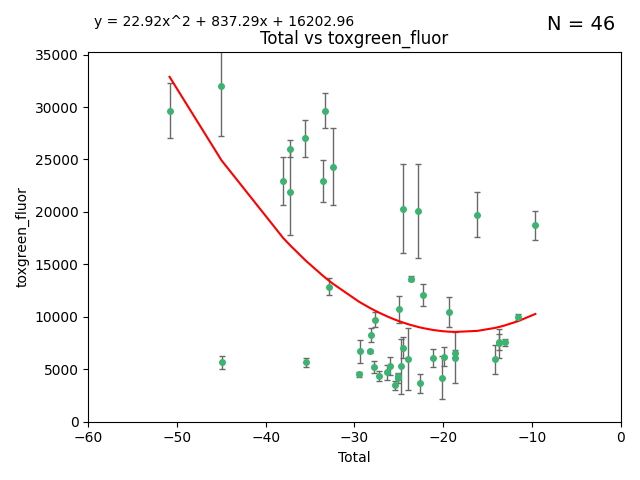 y = 22.92x^2 + 837.29x + 16202.96
N = 46
Total vs toxgreen_fluor
35000
30000
25000
20000
15000
10000
5000
0
toxgreen_fluor
−60 −50 −40 −30 −20 −10 0
Total